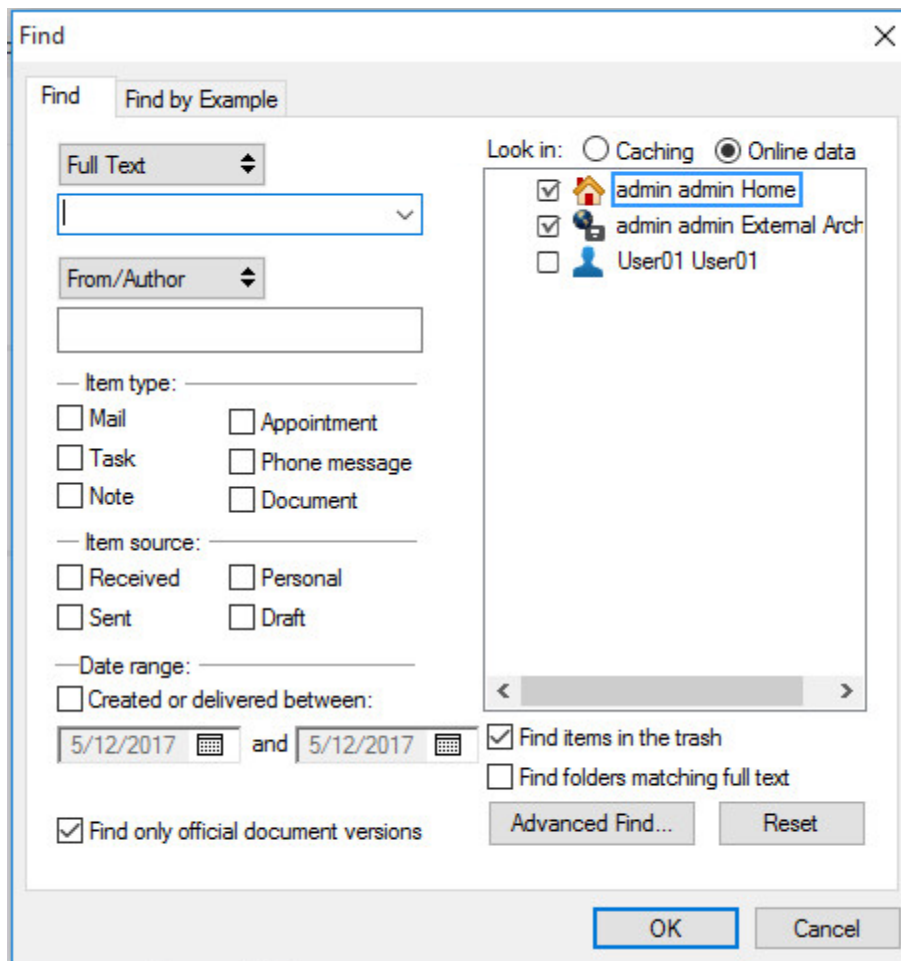 Find
Find
Find by Example
Full Text
From/Author
Item type:
Mail
Appointment
Task
Phone message
Note
Document
Item source:
Received
Personal
Sent
Draft
Date range:
Created or delivered between:
5/12/2017 and 5/12/2017
Find only official document versions
Look in: Caching Online data
admin admin Home
admin admin External Arch
User01 User01
Find items in the trash
Find folders matching full text
Advanced Find... Reset
OK Cancel